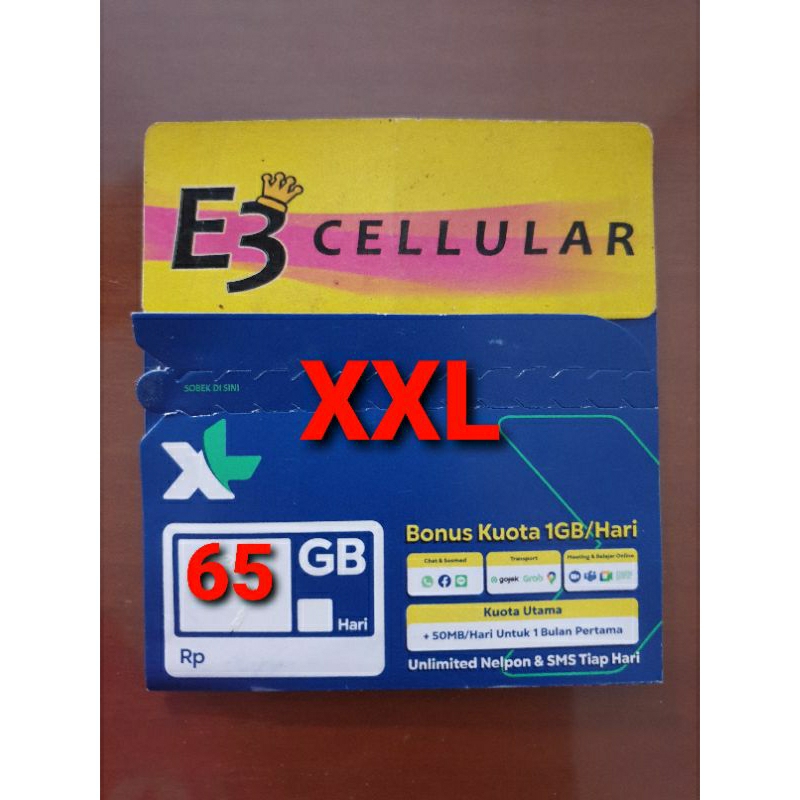 E3 CELLULAR
XXL
SOBEK DI SINI
XL
65 GB
Hari
Rp
Bonus Kuota 1GB/Hari
Chat & Sosmed
Transport
Meeting & Belajar Online
gojek Grab
Kuota Utama
+ 50MB/Hari Untuk 1 Bulan Pertama
Unlimited Nelpon & SMS Tiap Hari